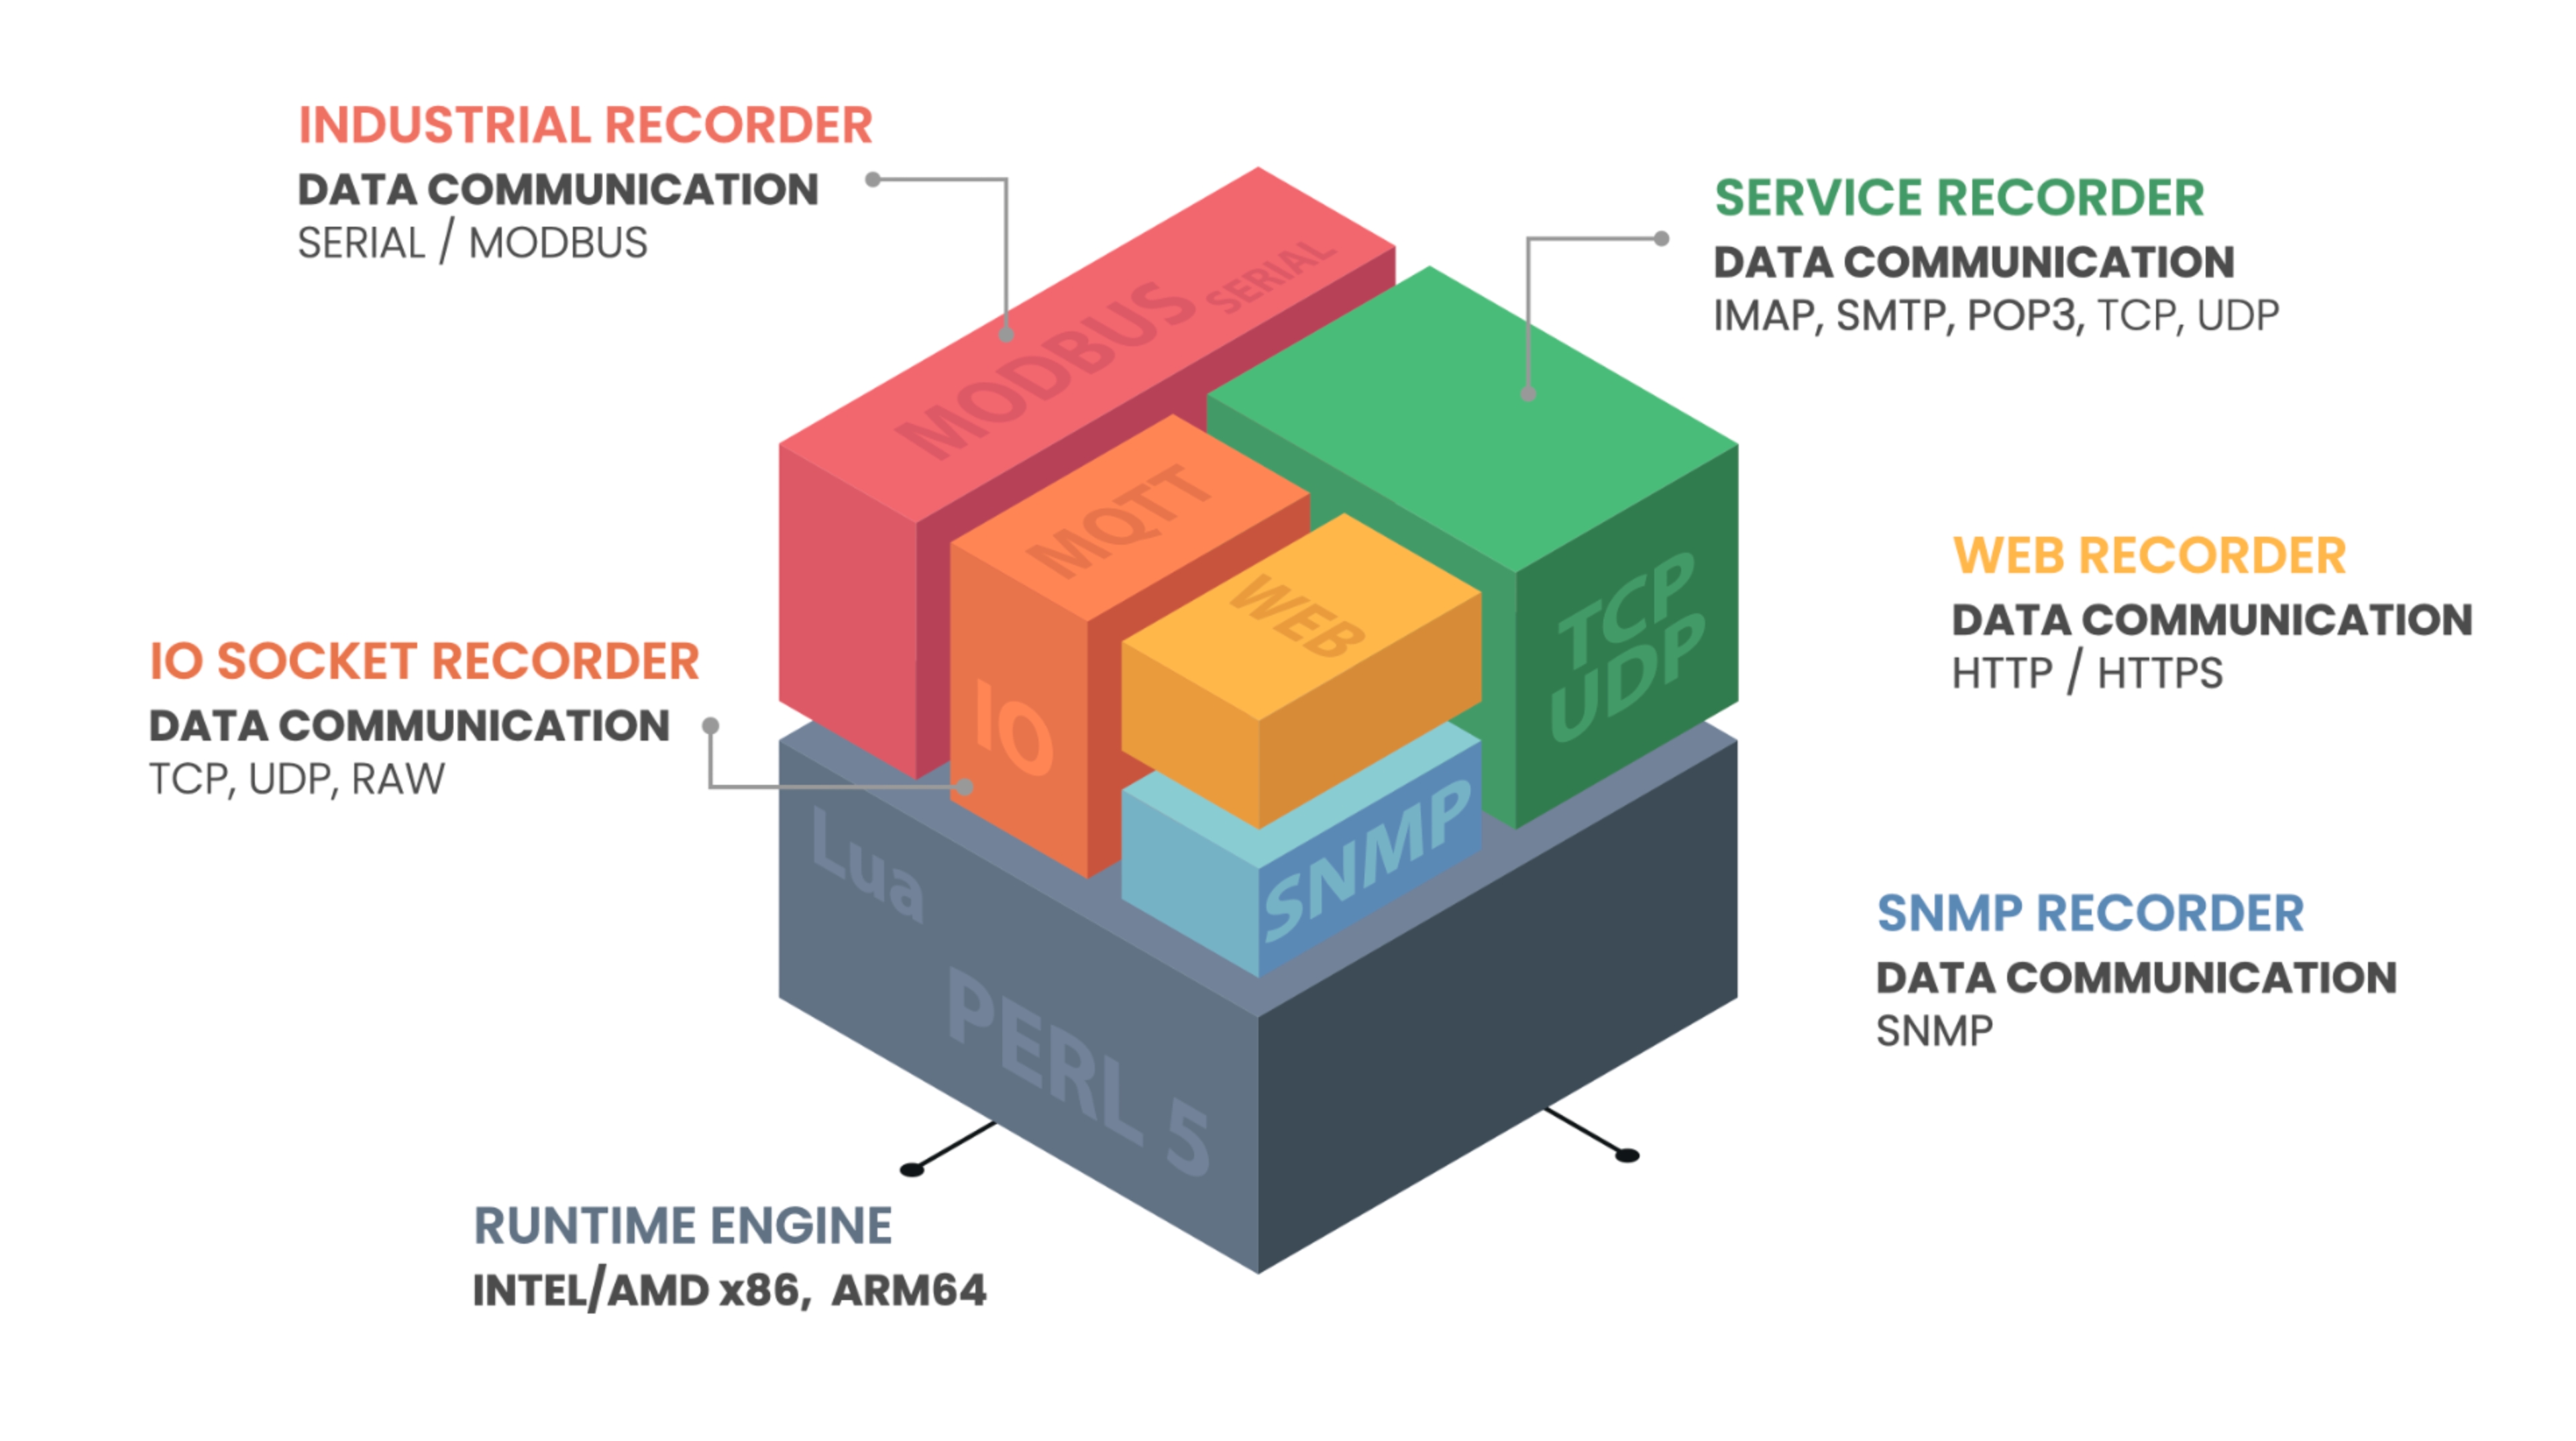 INDUSTRIAL RECORDER
DATA COMMUNICATION
SERIAL / MODBUS
SERVICE RECORDER
DATA COMMUNICATION
IMAP, SMTP, POP3, TCP, UDP
MODBUS SERIAL
MQTT
WEB
TCP
UDP
IO
SNMP
Lua
PERL 5
IO SOCKET RECORDER
DATA COMMUNICATION
TCP, UDP, RAW
WEB RECORDER
DATA COMMUNICATION
HTTP / HTTPS
SNMP RECORDER
DATA COMMUNICATION
SNMP
RUNTIME ENGINE
INTEL/AMD x86, ARM64